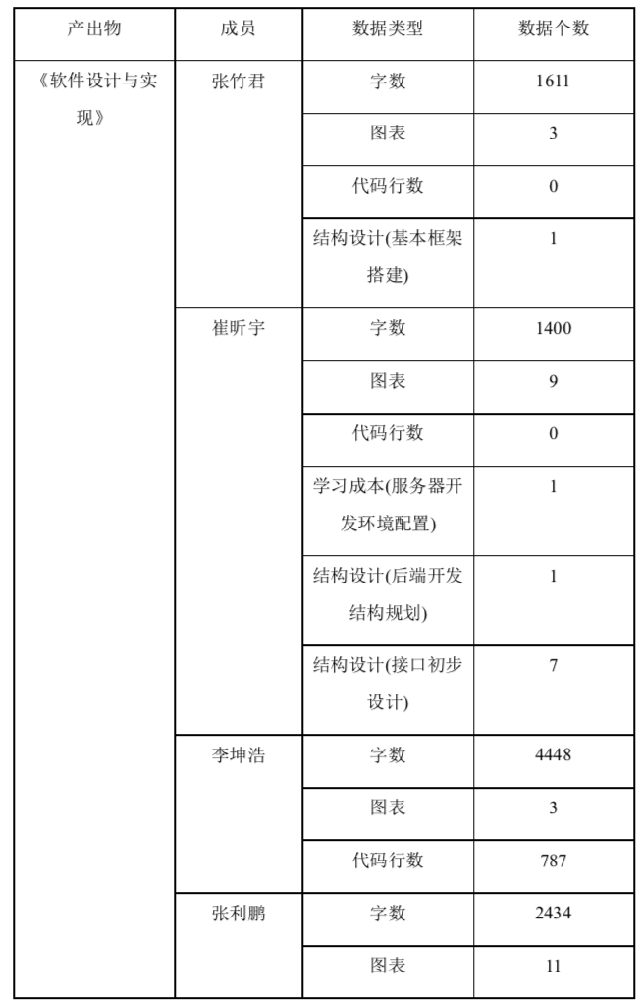 产出物 成员 数据类型 数据个数
《软件设计与实 张竹君 字数 1611
现》
图表 3
代码行数 0
结构设计(基本框架 1
搭建)
崔昕宇 字数 1400
图表 9
代码行数 0
学习成本(服务器开 1
发环境配置)
结构设计(后端开发 1
结构规划)
结构设计(接口初步 7
设计)
李坤浩 字数 4448
图表 3
代码行数 787
张利鹏 字数 2434
图表 11